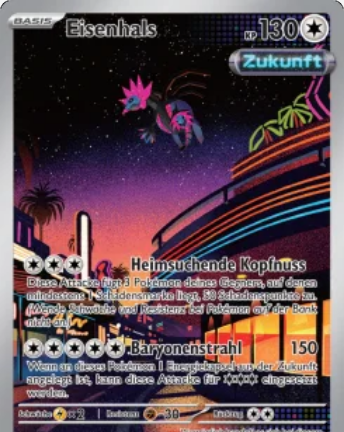 BASIS Eisenhals KP 130
Zukunft
Heimsuchende Kopfnuss
Diese Attacke fügt 3 Pokémon deines Gegners, auf denen
mindestens 1 Schadensmarke liegt, 50 Schadenspunkte zu.
(Wende Schwäche und Resistenz bei Pokémon auf der Bank
nicht an.)
Baryonenstrahl 150
Wenn an dieses Pokémon 1 Energiekapsel aus der Zukunft
angelegt ist, kann diese Attacke für eingesetzt
werden.
Schwäche ×2 Resistenz Rückzug